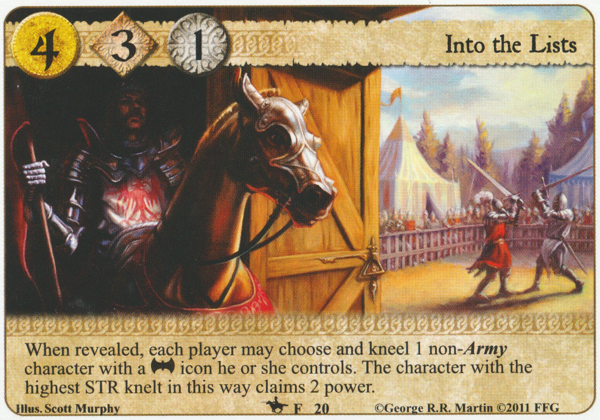 4 3 1 Into the Lists
When revealed, each player may choose and kneel 1 non-Army
character with a icon he or she controls. The character with the
highest STR knelt in this way claims 2 power.
Illus. Scott Murphy F 20 ©George R.R. Martin ©2011 FFG